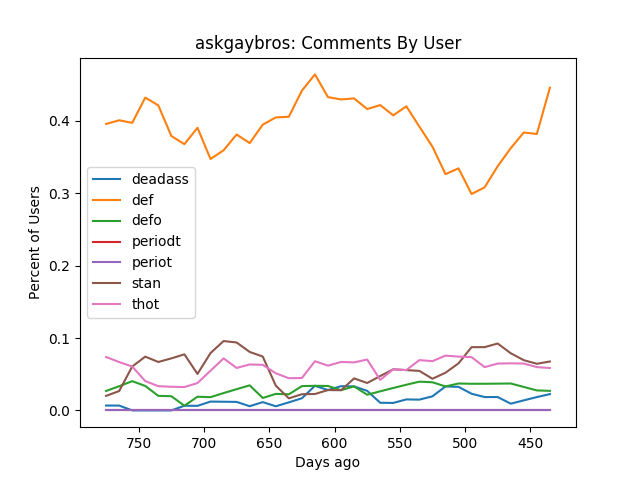 askgaybros: Comments By User
Percent of Users
0.4
0.3
0.2
0.1
0.0
deadass
def
defo
periodt
periot
stan
thot
750 700 650 600 550 500 450
Days ago